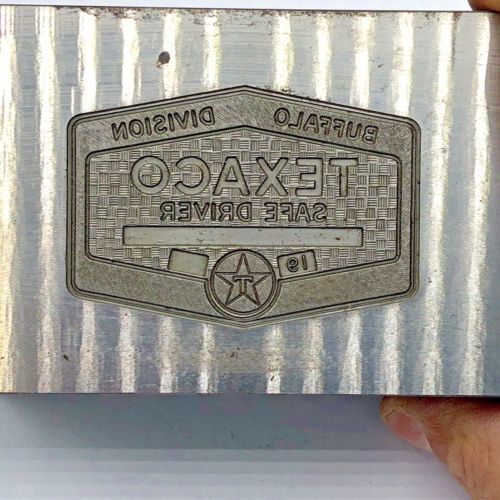 BUFFALO DIVISION
TEXACO
SAFE DRIVER
19
T